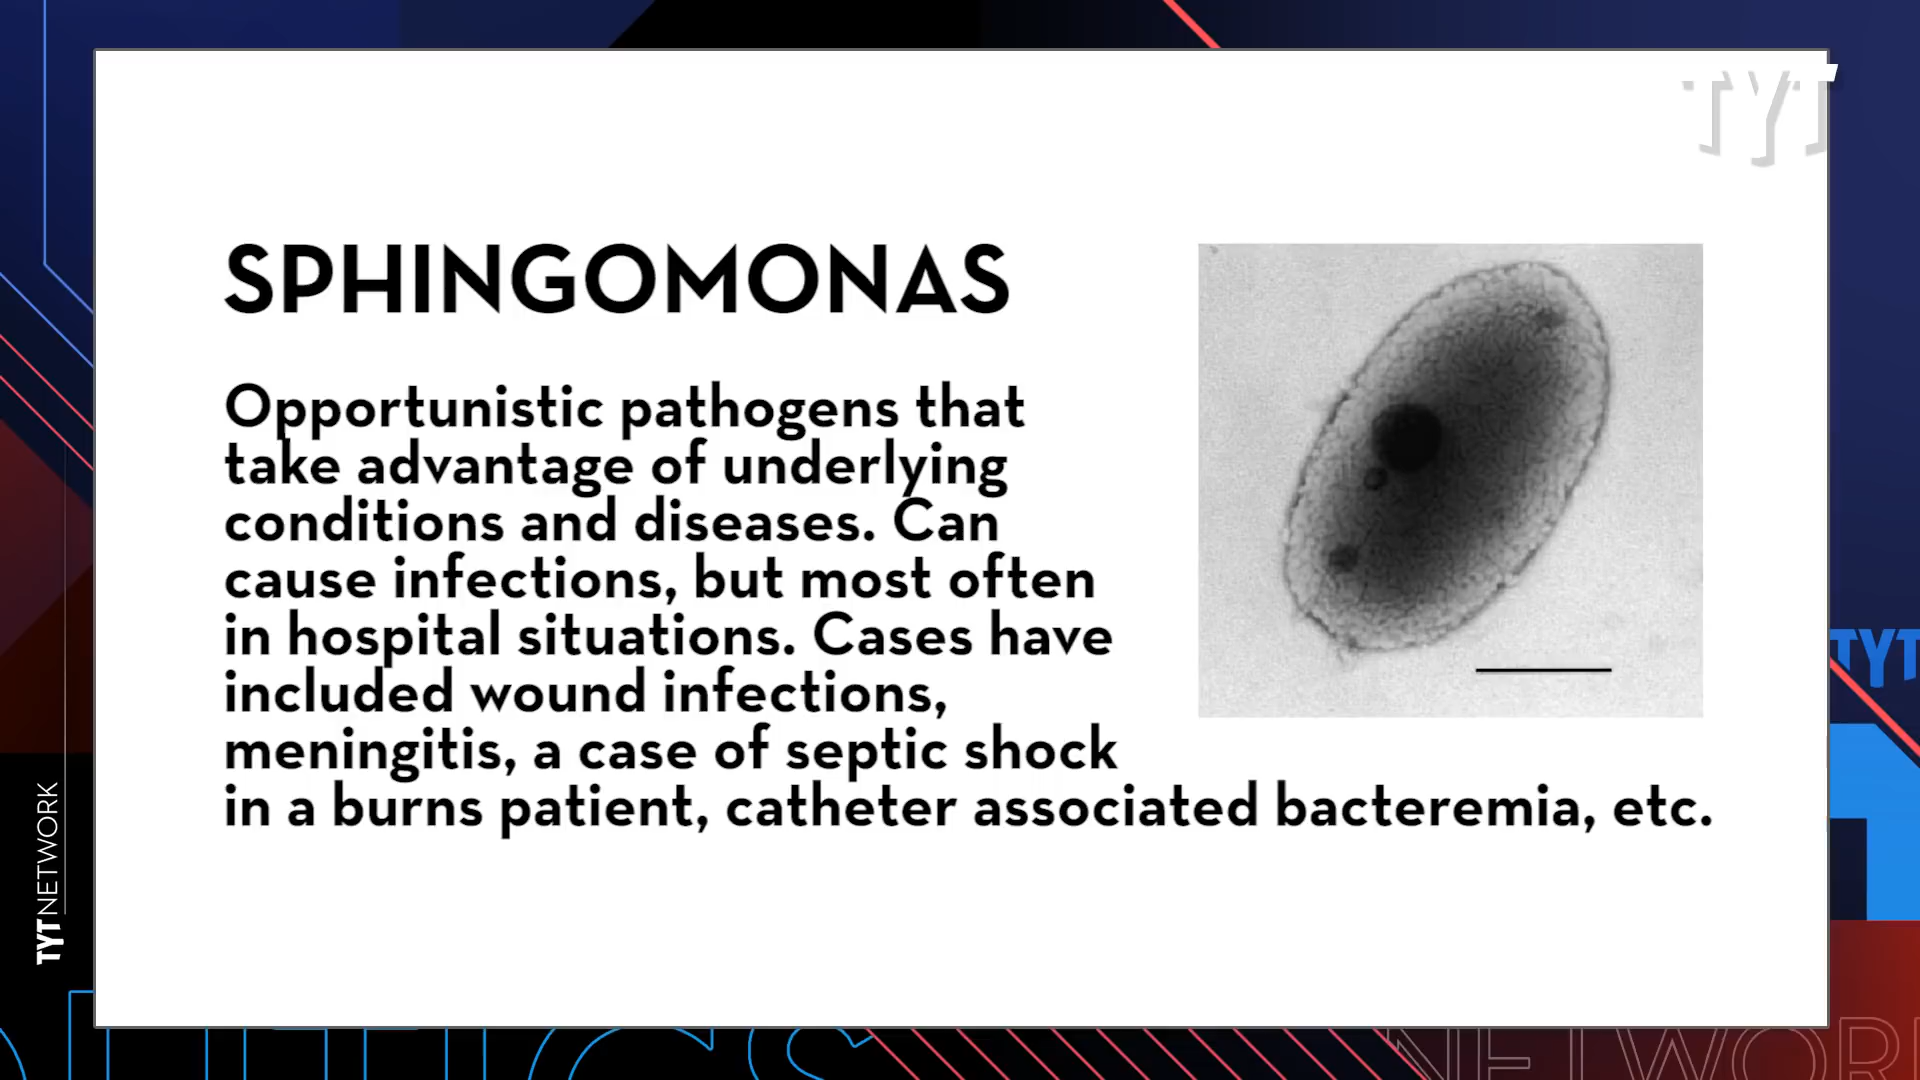 TYT
SPHINGOMONAS
Opportunistic pathogens that
take advantage of underlying
conditions and diseases. Can
cause infections, but most often
in hospital situations. Cases have
included wound infections,
meningitis, a case of septic shock
in a burns patient, catheter associated bacteremia, etc.
TYT
TYTNETWORK
NETWOR